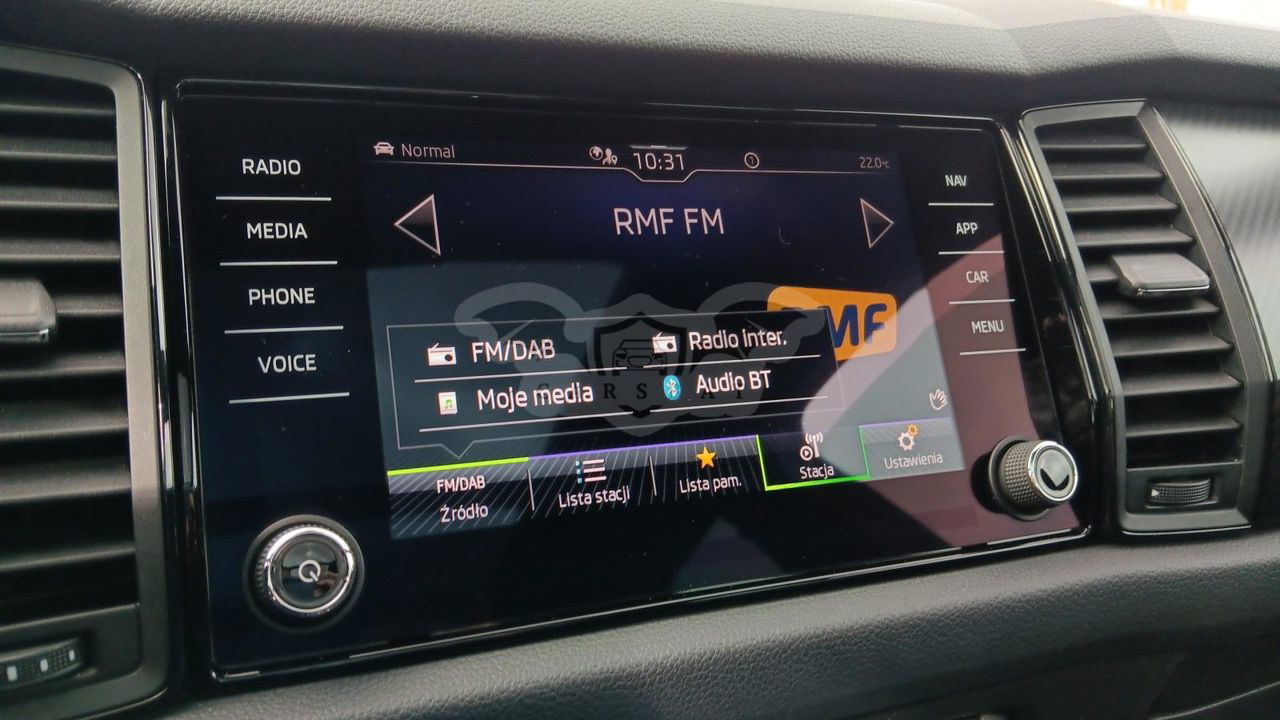 RADIO
MEDIA
PHONE
VOICE
Normal
10:31
22.0°C
RMF FM
FM/DAB
Radio inter.
Moje media
Audio BT
FM/DAB
Źródło
Lista stacji
Lista pam.
Stacja
Ustawienia
NAV
APP
CAR
MENU